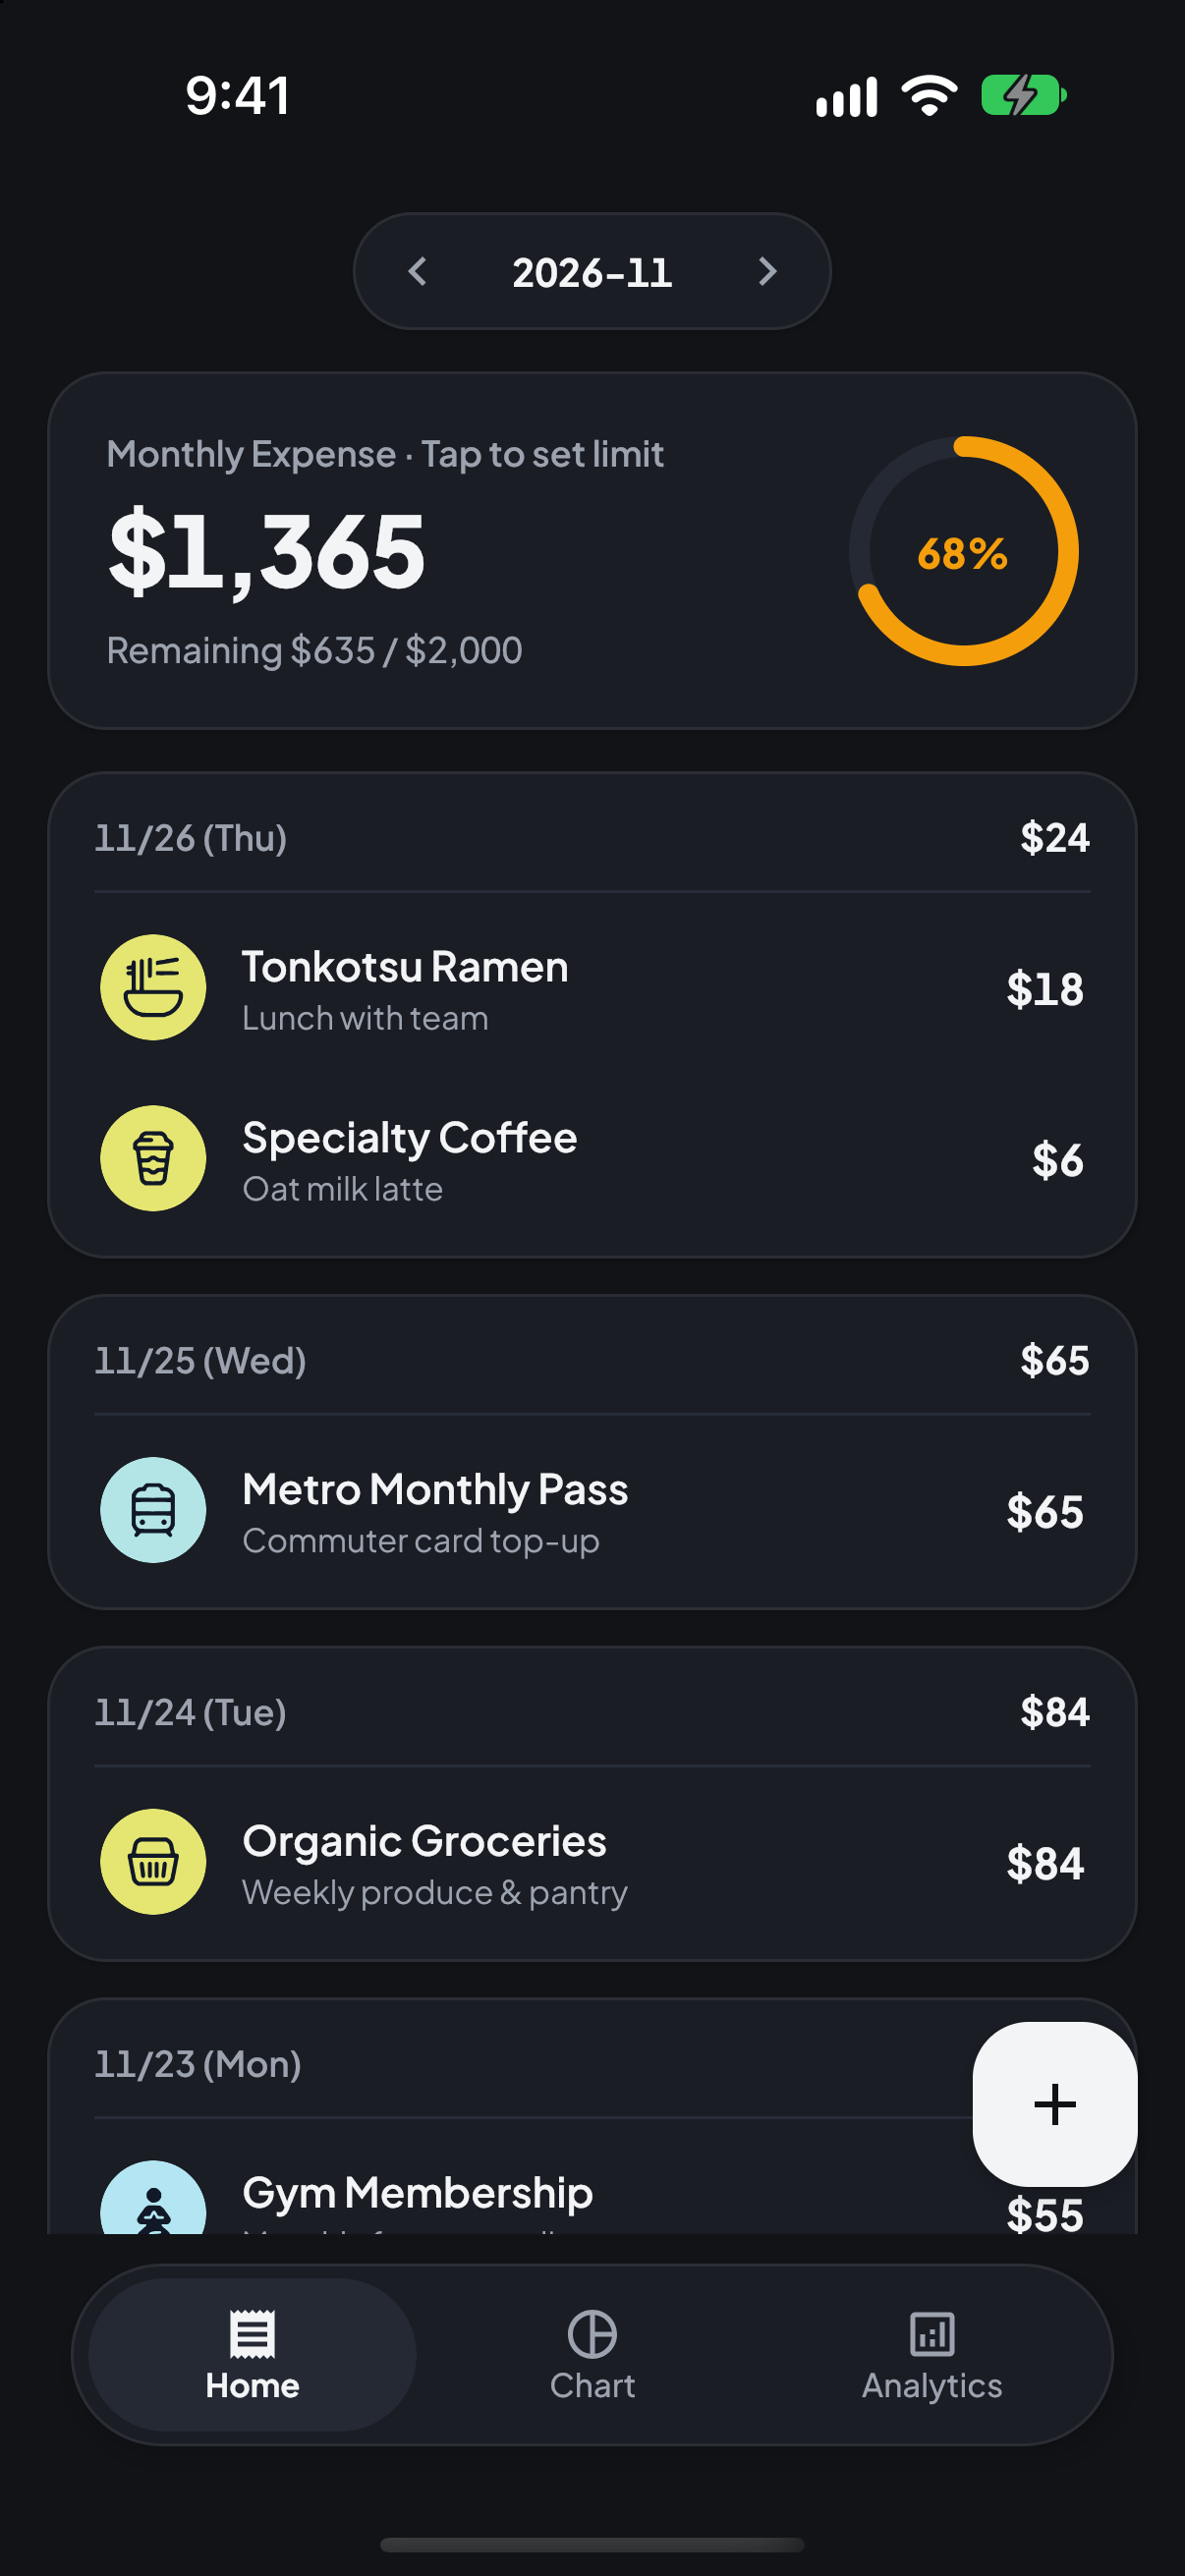 9:41
2026-11
Monthly Expense · Tap to set limit
$1,365
Remaining $635 / $2,000
68%
11/26 (Thu) $24
Tonkotsu Ramen
Lunch with team
$18
Specialty Coffee
Oat milk latte
$6
11/25 (Wed) $65
Metro Monthly Pass
Commuter card top-up
$65
11/24 (Tue) $84
Organic Groceries
Weekly produce & pantry
$84
11/23 (Mon)
Gym Membership
$55
Home Chart Analytics